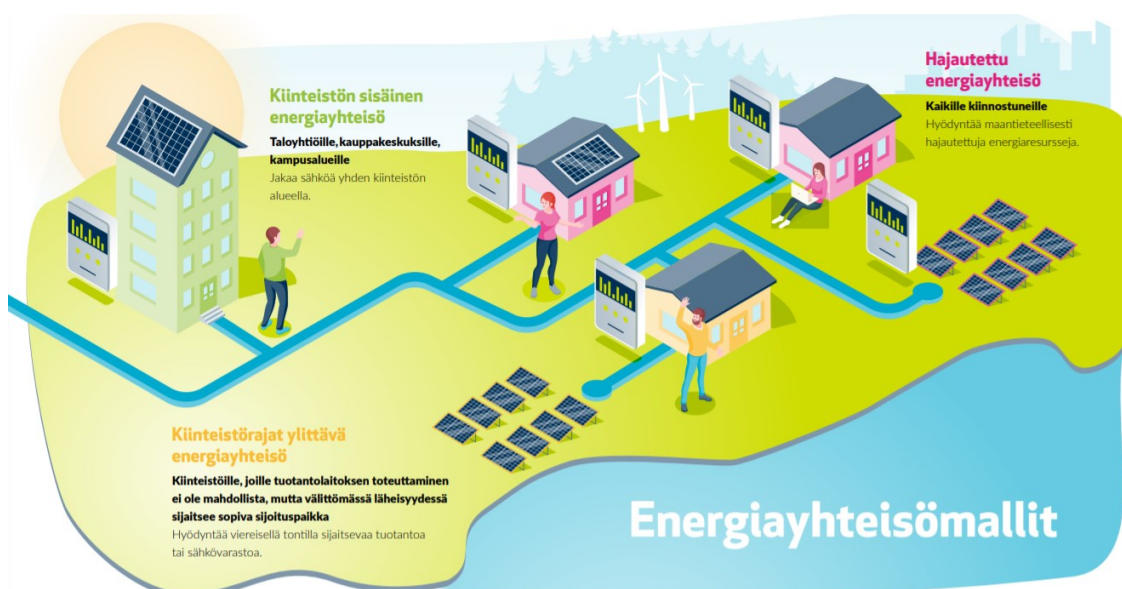 Kiinteistön sisäinen
energiayhteisö
Taloyhtiöille, kauppakeskuksille,
kampusalueille
Jakaa sähköä yhden kiinteistön
alueella.
Hajautettu
energiayhteisö
Kaikille kiinnostuneille
Hyödyntää maantieteellisesti
hajautettuja energiaresursseja.
Kiinteistörajat ylittävä
energiayhteisö
Kiinteistöille, joille tuotantolaitoksen toteuttaminen
ei ole mahdollista, mutta välittömässä läheisyydessä
sijaitsee sopiva sijoituspaikka
Hyödyntää viereisellä tontilla sijaitsevaa tuotantoa
tai sähkövarastoa.
Energiayhteisömallit